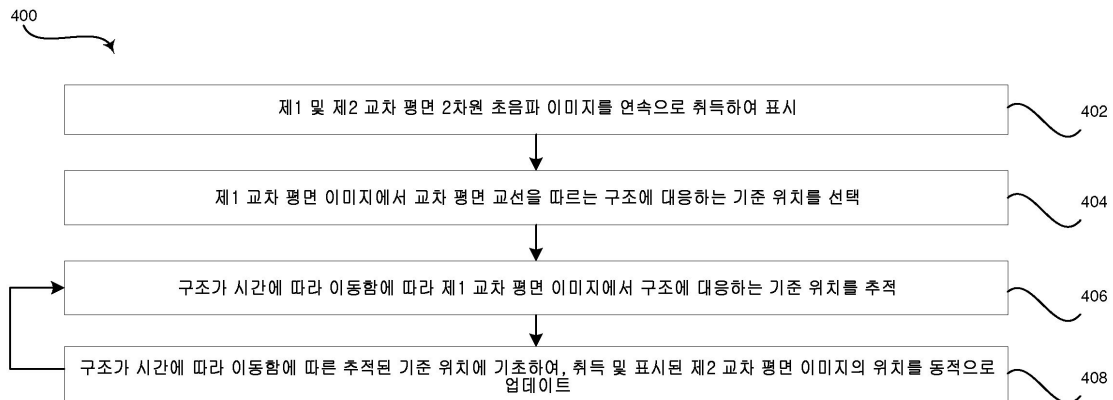 400
제1 및 제2 교차 평면 2차원 초음파 이미지를 연속으로 취득하여 표시
402
제1 교차 평면 이미지에서 교차 평면 교선을 따르는 구조에 대응하는 기준 위치를 선택
404
구조가 시간에 따라 이동함에 따라 제1 교차 평면 이미지에서 구조에 대응하는 기준 위치를 추적
406
구조가 시간에 따라 이동함에 따른 추적된 기준 위치에 기초하여, 취득 및 표시된 제2 교차 평면 이미지의 위치를 동적으로
업데이트
408